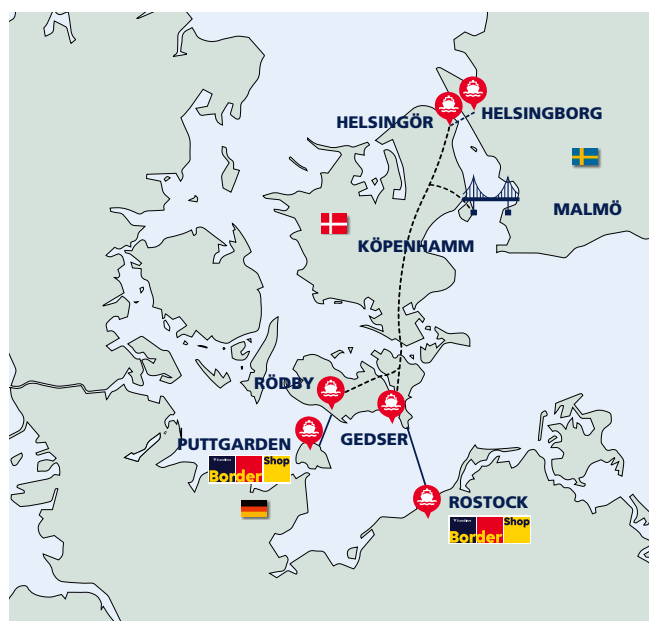 HELSINGÖR
HELSINGBORG
MALMÖ
KÖPENHAMM
RÖDBY
PUTTGARDEN
GEDSER
Shop
Border
ROSTOCK
Shop
Border